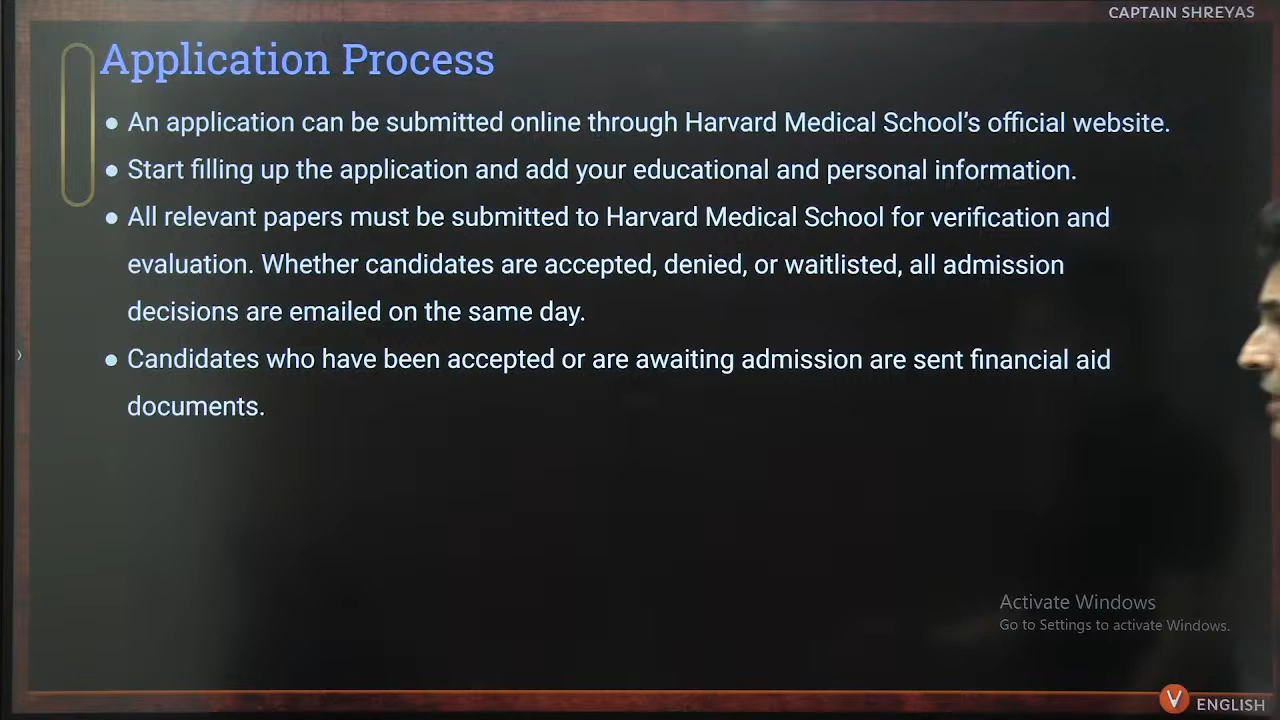 CAPTAIN SHREYAS
Application Process
● An application can be submitted online through Harvard Medical School’s official website.
● Start filling up the application and add your educational and personal information.
● All relevant papers must be submitted to Harvard Medical School for verification and
evaluation. Whether candidates are accepted, denied, or waitlisted, all admission
decisions are emailed on the same day.
● Candidates who have been accepted or are awaiting admission are sent financial aid
documents.
Activate Windows
Go to Settings to activate Windows.
V ENGLISH